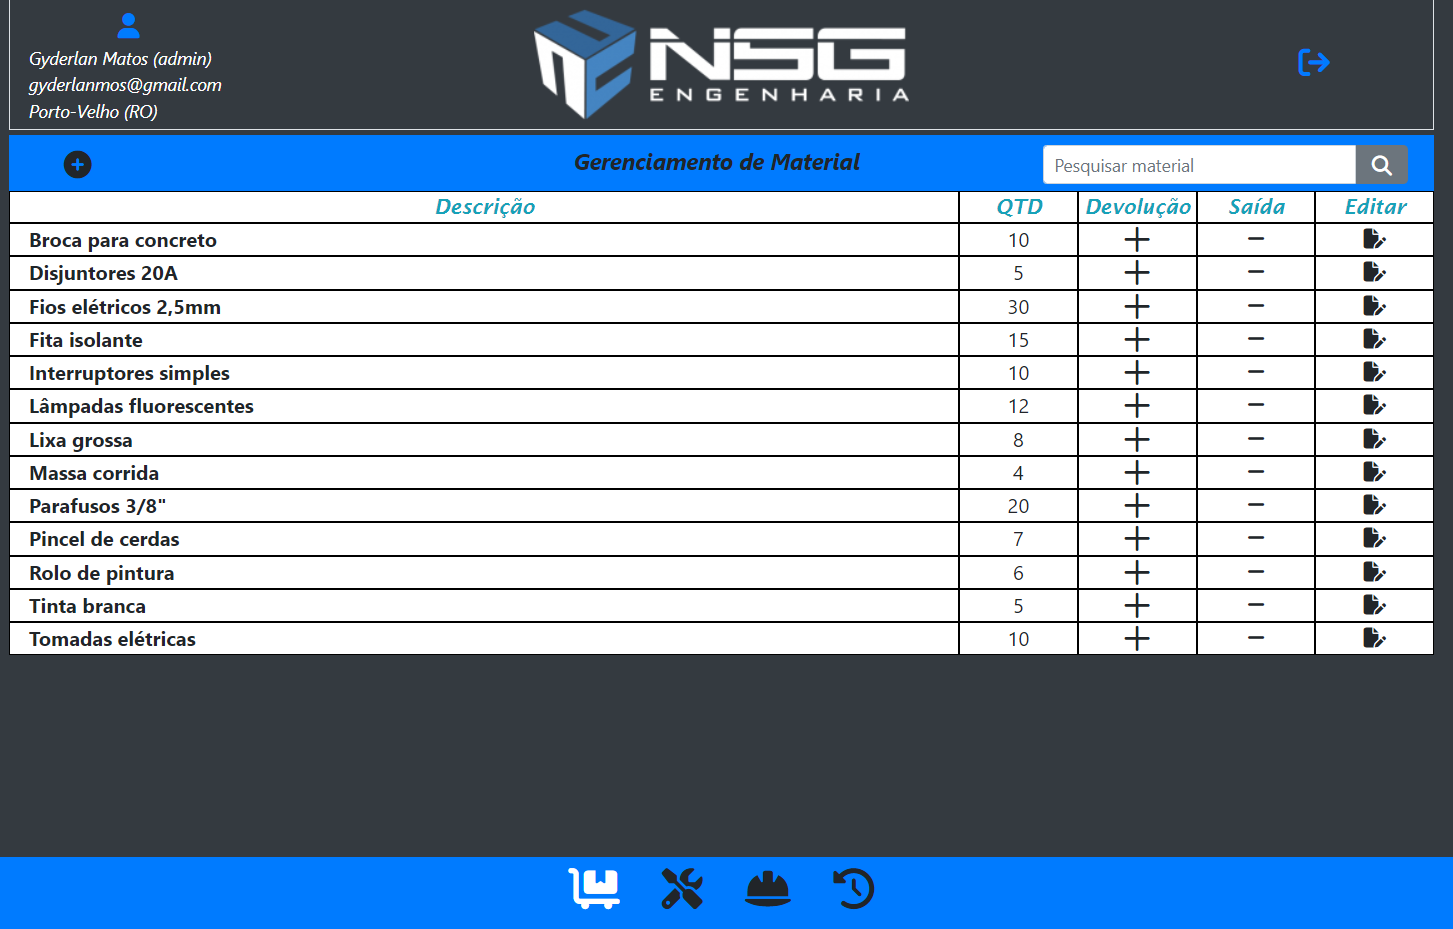 Gyderlan Matos (admin)
gyderlanmos@gmail.com
Porto-Velho (RO)
NSG
ENGENHARIA
Gerenciamento de Material
Pesquisar material
Descrição QTD Devolução Saída Editar
Broca para concreto 10
Disjuntores 20A 5
Fios elétricos 2,5mm 30
Fita isolante 15
Interruptores simples 10
Lâmpadas fluorescentes 12
Lixa grossa 8
Massa corrida 4
Parafusos 3/8" 20
Pincel de cerdas 7
Rolo de pintura 6
Tinta branca 5
Tomadas elétricas 10